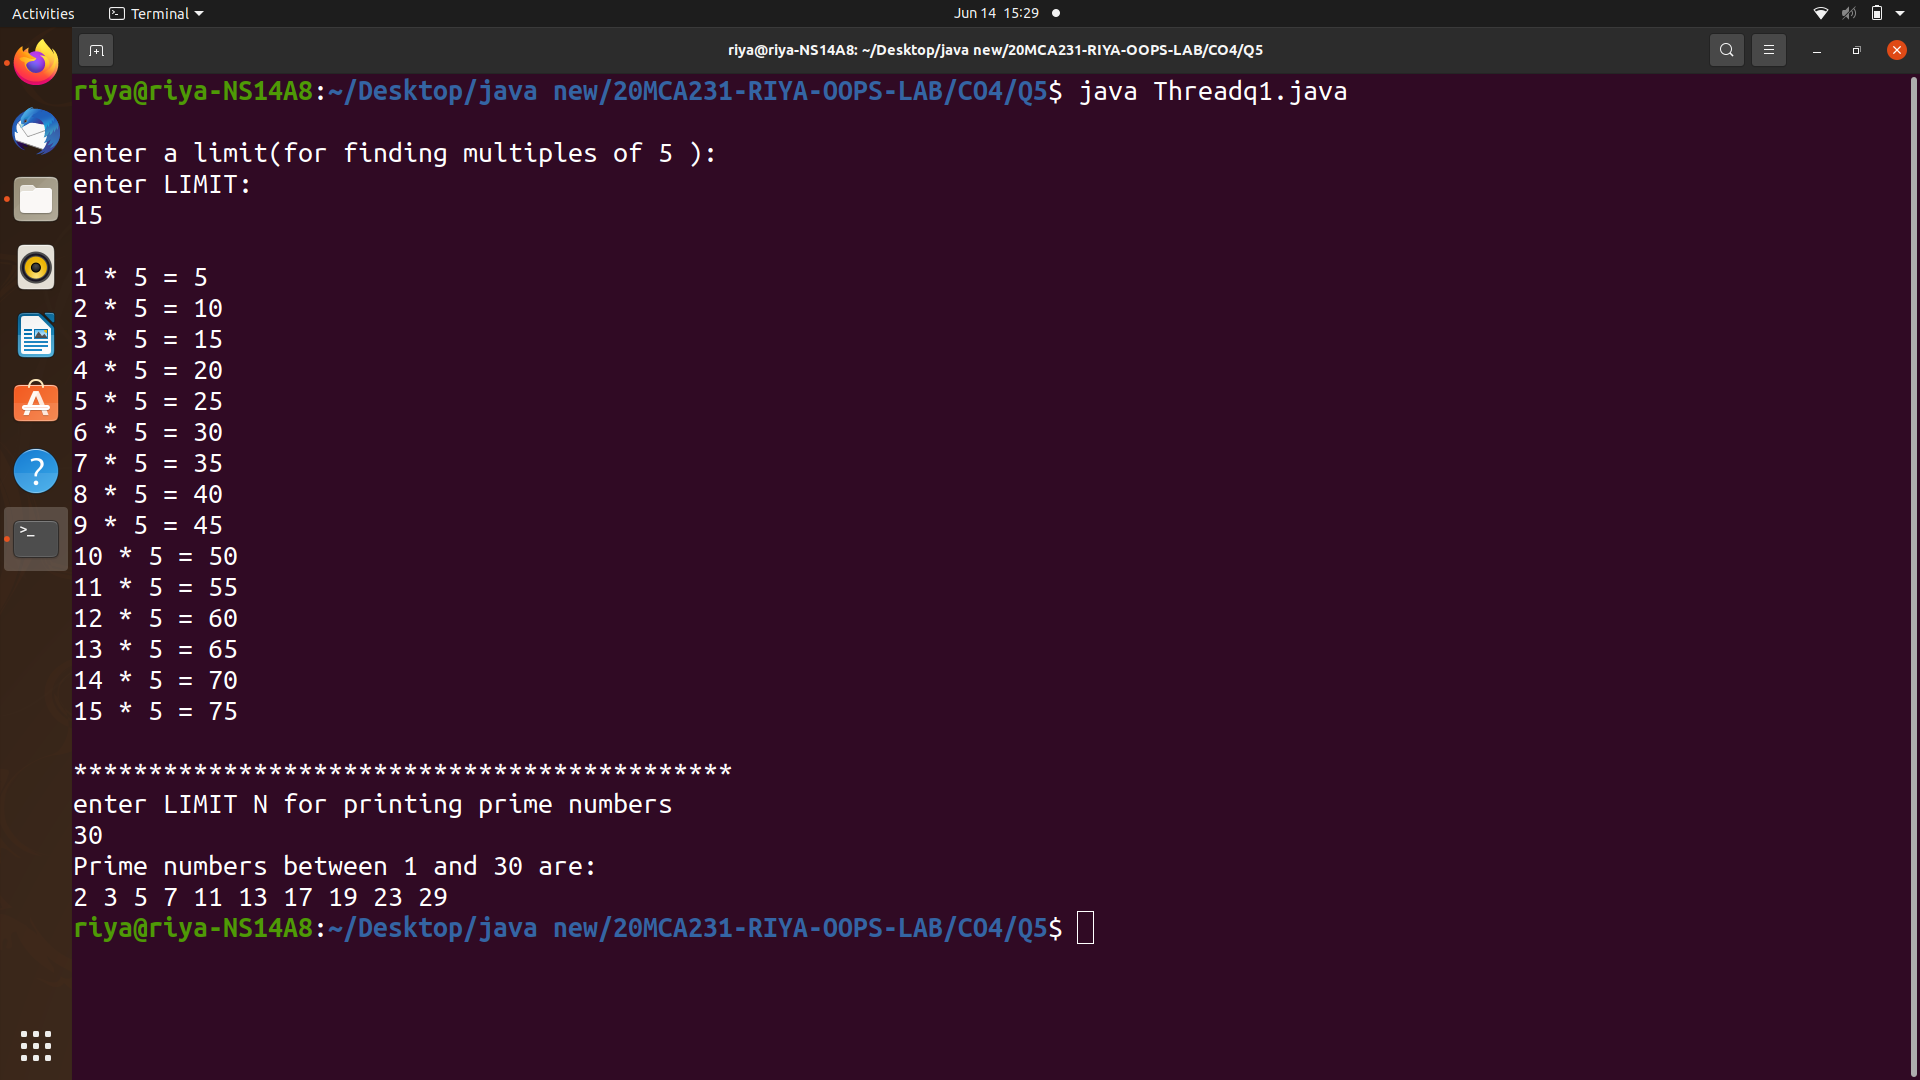 Activities Terminal Jun 14 15:29
riya@riya-NS14A8: ~/Desktop/java new/20MCA231-RIYA-OOPS-LAB/CO4/Q5
riya@riya-NS14A8:~/Desktop/java new/20MCA231-RIYA-OOPS-LAB/CO4/Q5$ java Threadq1.java
enter a limit(for finding multiples of 5 ):
enter LIMIT:
15
1 * 5 = 5
2 * 5 = 10
3 * 5 = 15
4 * 5 = 20
5 * 5 = 25
6 * 5 = 30
7 * 5 = 35
8 * 5 = 40
9 * 5 = 45
10 * 5 = 50
11 * 5 = 55
12 * 5 = 60
13 * 5 = 65
14 * 5 = 70
15 * 5 = 75
********************************************
enter LIMIT N for printing prime numbers
30
Prime numbers between 1 and 30 are:
2 3 5 7 11 13 17 19 23 29
riya@riya-NS14A8:~/Desktop/java new/20MCA231-RIYA-OOPS-LAB/CO4/Q5$